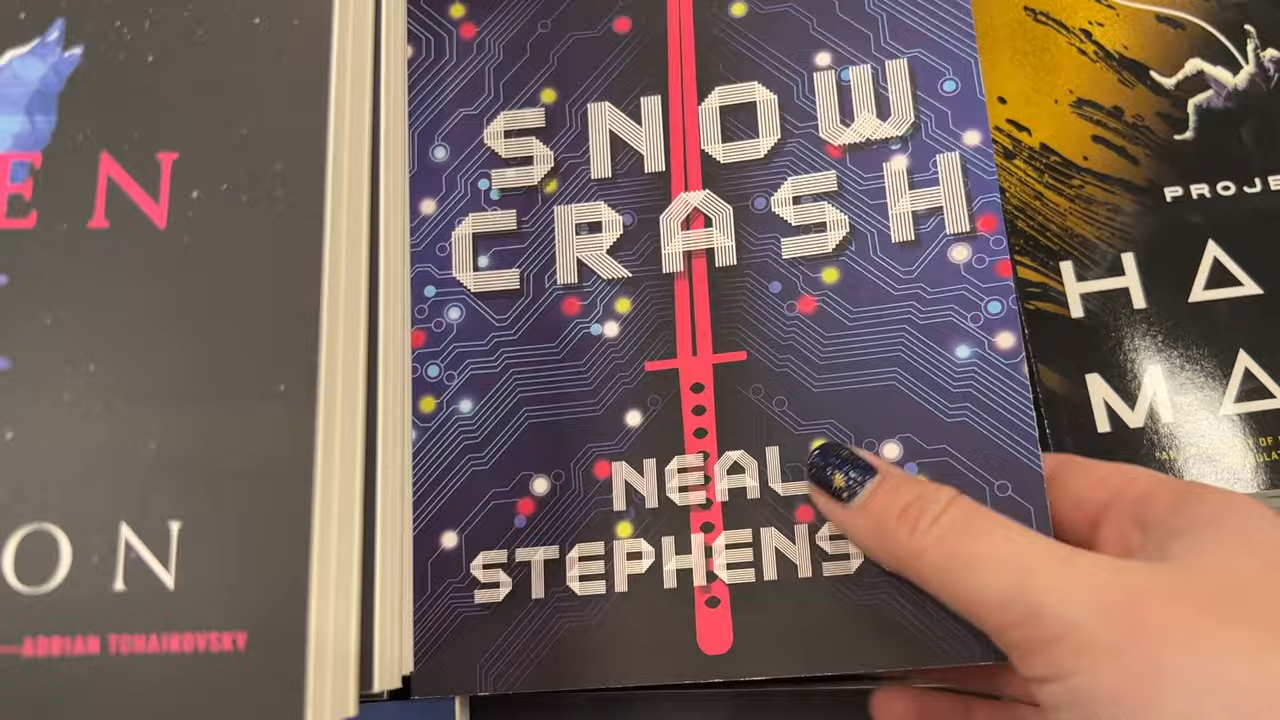 EN
ON
—ADRIAN TCHAIKOVSKY
SNOW
CRASH
NEAL
STEPHENS
PROJE
HA
MA